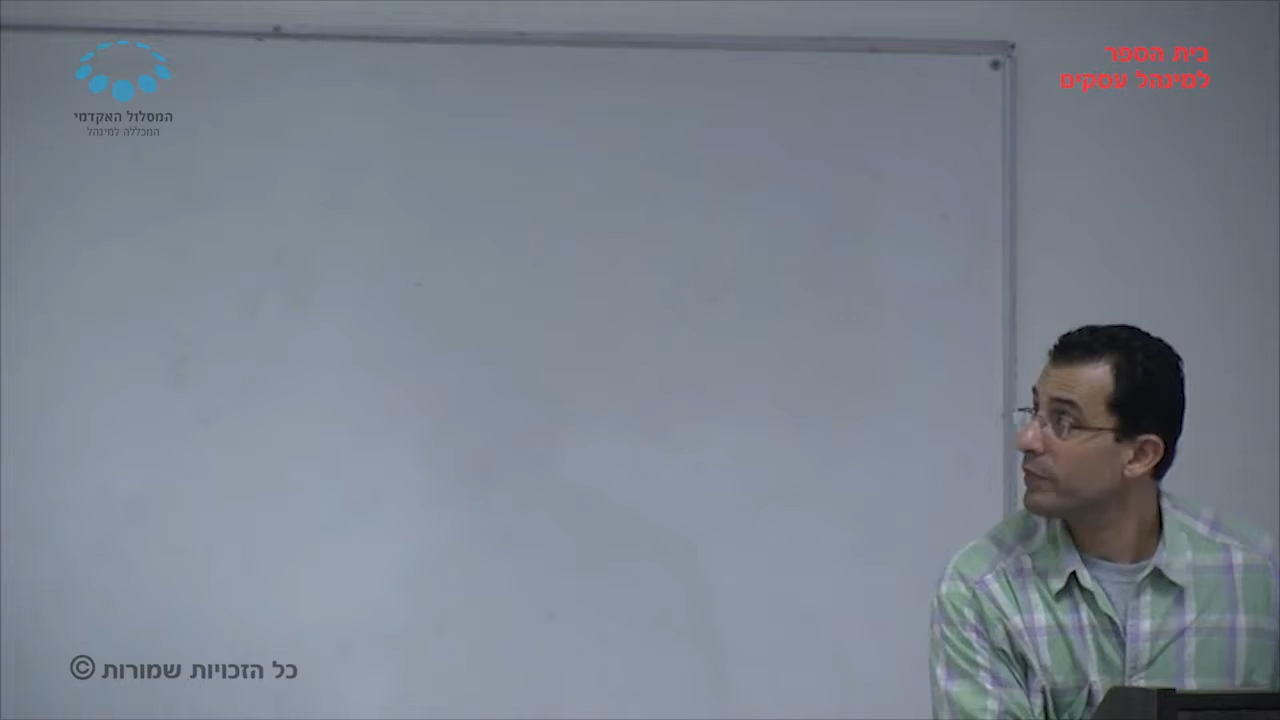 בית הספר
למינהל עסקים
המסלול האקדמי
המכללה למינהל
כל הזכויות שמורות ©